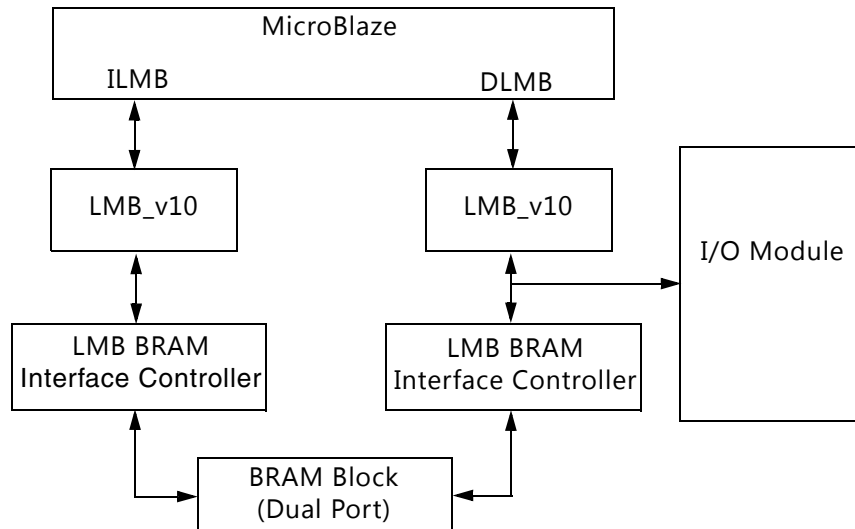 MicroBlaze
ILMB
DLMB
LMB_v10
LMB_v10
I/O Module
LMB BRAM
Interface Controller
LMB BRAM
Interface Controller
BRAM Block
(Dual Port)